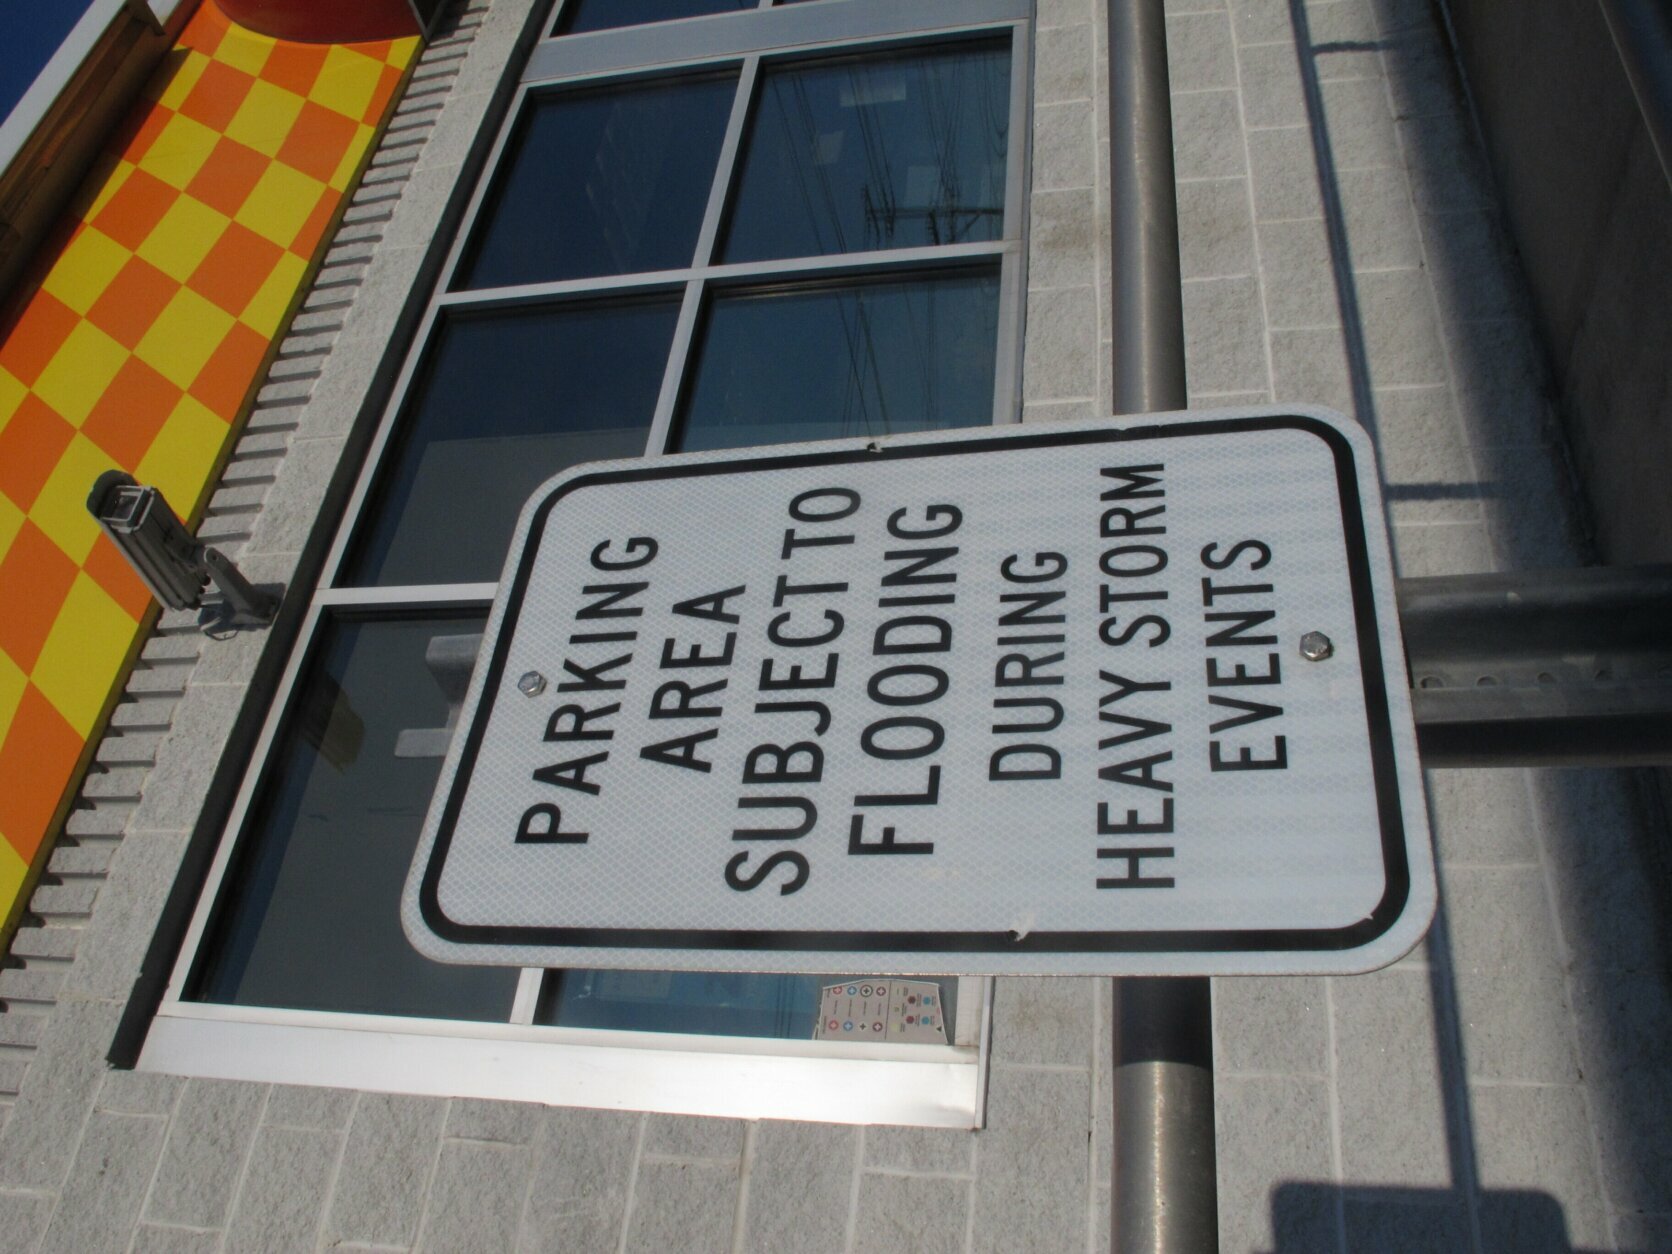 PARKING
AREA
SUBJECT TO
FLOODING
DURING
HEAVY STORM
EVENTS